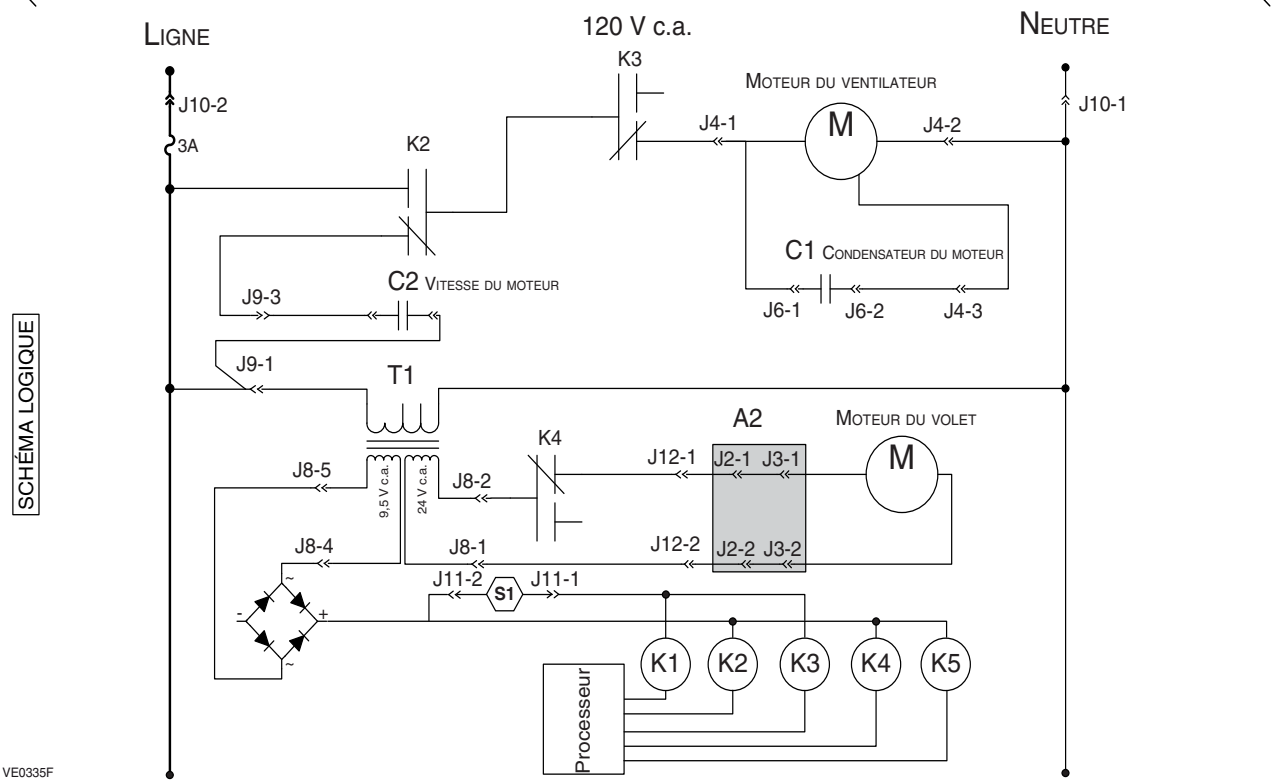 120 V c.a.
LIGNE
NEUTRE
K3
MOTEUR DU VENTILATEUR
J10-2
J10-1
3A
K2
J4-1
M
J4-2
C2 VITESSE DU MOTEUR
C1 CONDENSATEUR DU MOTEUR
J9-3
J6-1
J6-2
J4-3
J9-1
T1
A2
MOTEUR DU VOLET
K4
J8-5
9,5 V c.a.
24 V c.a.
J8-2
J12-1
J2-1
J3-1
M
J8-4
J8-1
J12-2
J2-2
J3-2
J11-2
S1
J11-1
~
-
+
~
K1
K2
K3
K4
K5
Processeur
SCHÉMA LOGIQUE
VE0335F